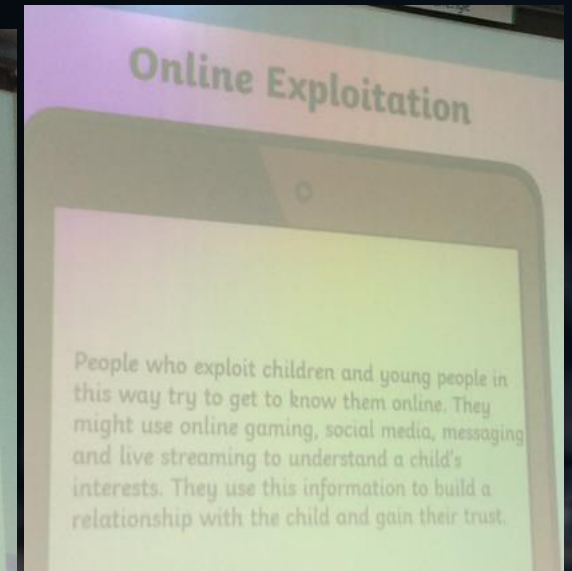 Online Exploitation
People who exploit children and young people in
this way try to get to know them online. They
might use online gaming, social media, messaging
and live streaming to understand a child's
interests. They use this information to build a
relationship with the child and gain their trust.